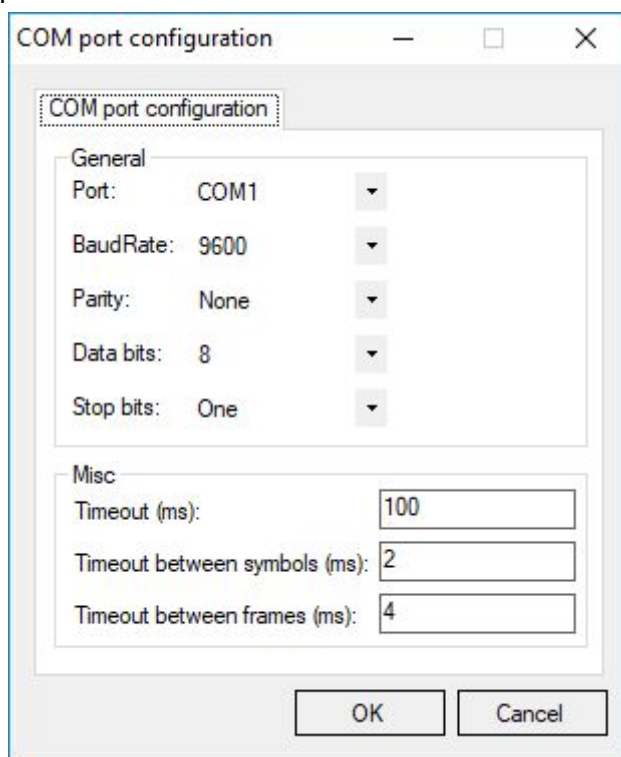 COM port configuration
COM port configuration
General
Port: COM1
BaudRate: 9600
Parity: None
Data bits: 8
Stop bits: One
Misc
Timeout (ms): 100
Timeout between symbols (ms): 2
Timeout between frames (ms): 4
OK Cancel